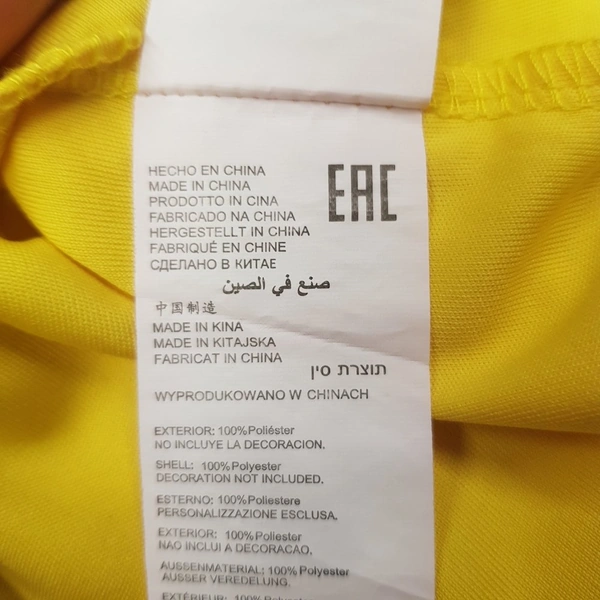 HECHO EN CHINA
MADE IN CHINA
PRODOTTO IN CINA
FABRICADO NA CHINA
HERGESTELLT IN CHINA
FABRIQUÉ EN CHINE
СДЕЛАНО В КИТАЕ
EAC
صنع في الصين
中国制造
MADE IN KINA
MADE IN KITAJSKA
FABRICAT IN CHINA
תוצרת סין
WYPRODUKOWANO W CHINACH
EXTERIOR: 100%Poliéster
NO INCLUYE LA DECORACION.
SHELL: 100%Polyester
DECORATION NOT INCLUDED.
ESTERNO: 100%Poliestere
PERSONALIZZAZIONE ESCLUSA.
EXTERIOR: 100%Poliester
NAO INCLUI A DECORACAO.
AUSSENMATERIAL: 100%Polyester
AUSSER VEREDELUNG.
EXTÉRIEUR: 100%Polyester